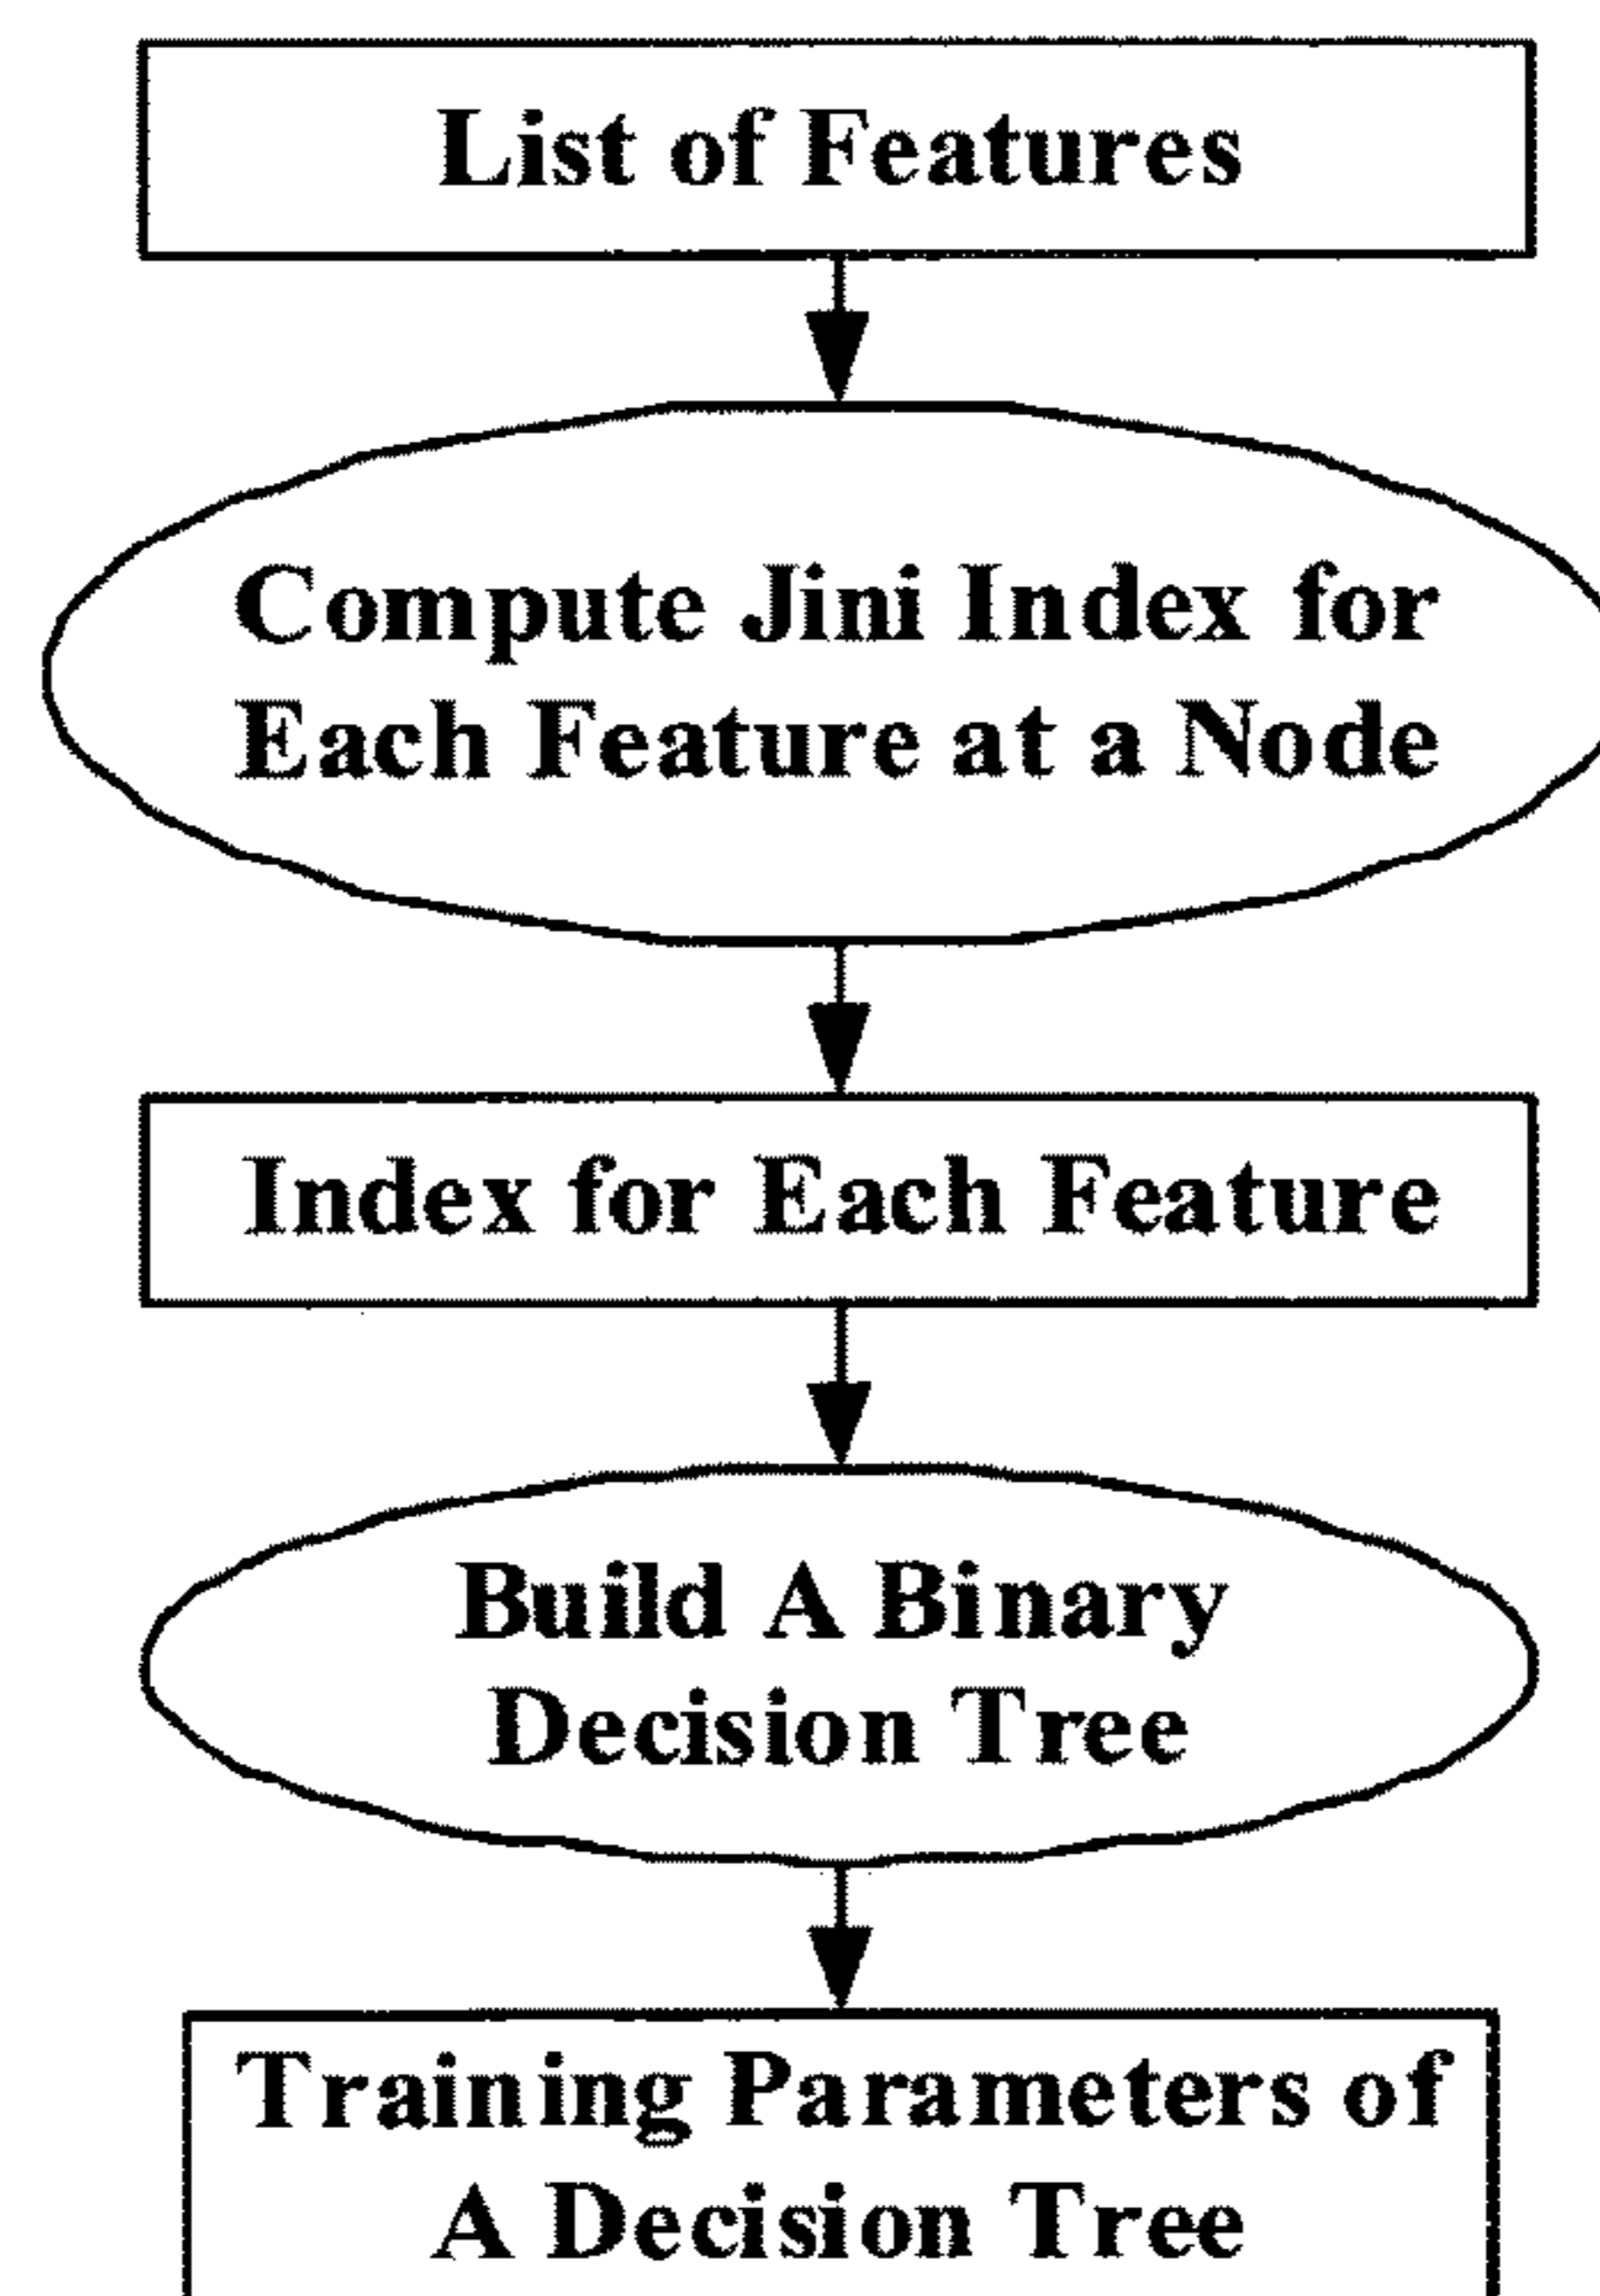 List of Features
Compute Jini Index for
Each Feature at a Node
Index for Each Feature
Build A Binary
Decision Tree
Training Parameters of
A Decision Tree